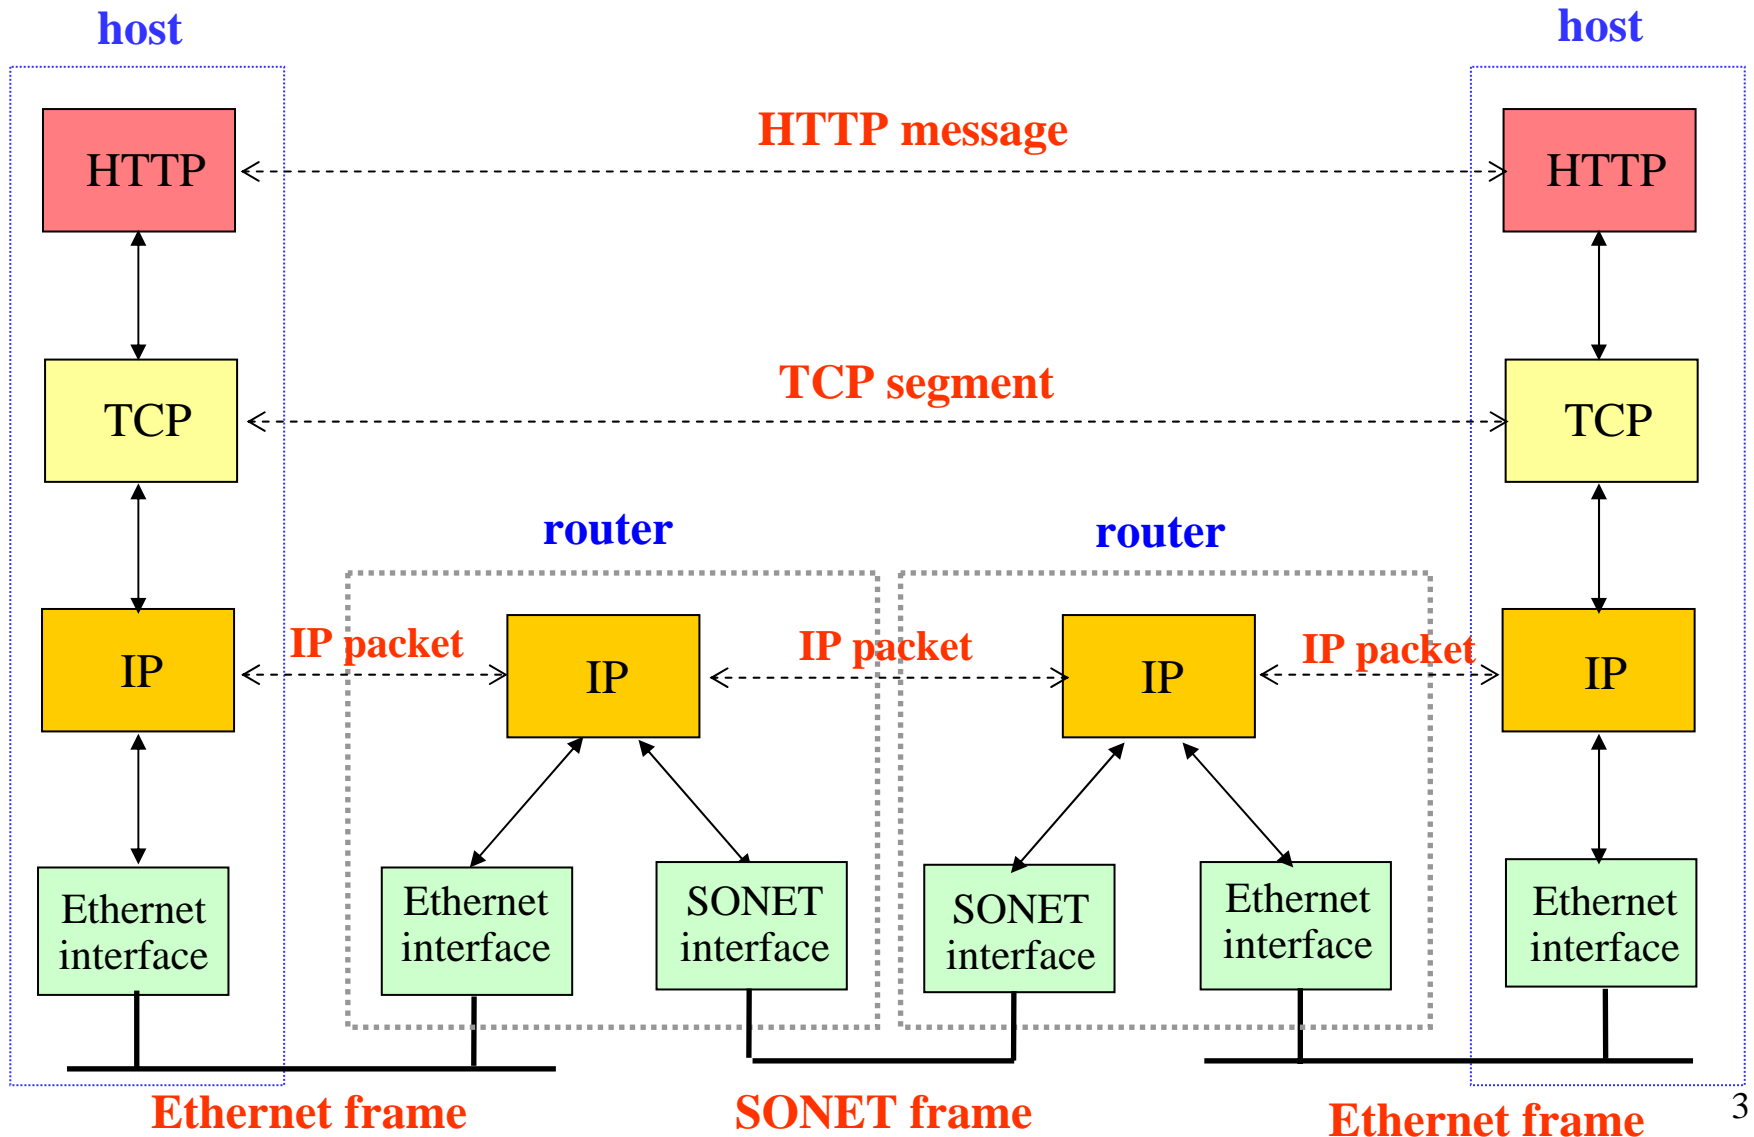 host
host
HTTP
HTTP message
HTTP
TCP
TCP segment
TCP
router
router
IP
IP packet
IP
IP packet
IP
IP packet
IP
Ethernet
interface
Ethernet
interface
SONET
interface
SONET
interface
Ethernet
interface
Ethernet
interface
Ethernet frame
SONET frame
Ethernet frame
3